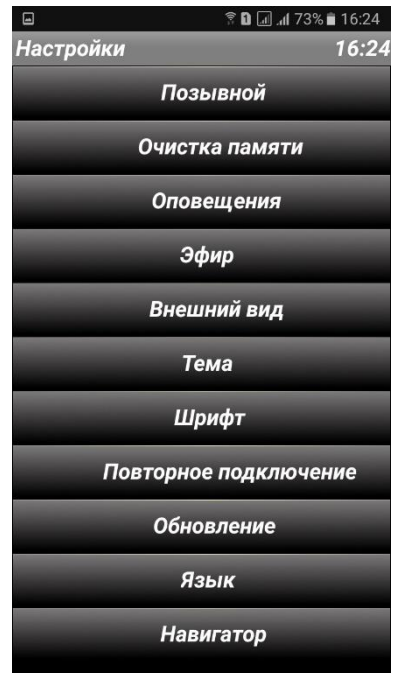 1 73% 16:24
Настройки 16:24
Позывной
Очистка памяти
Оповещения
Эфир
Внешний вид
Тема
Шрифт
Повторное подключение
Обновление
Язык
Навигатор